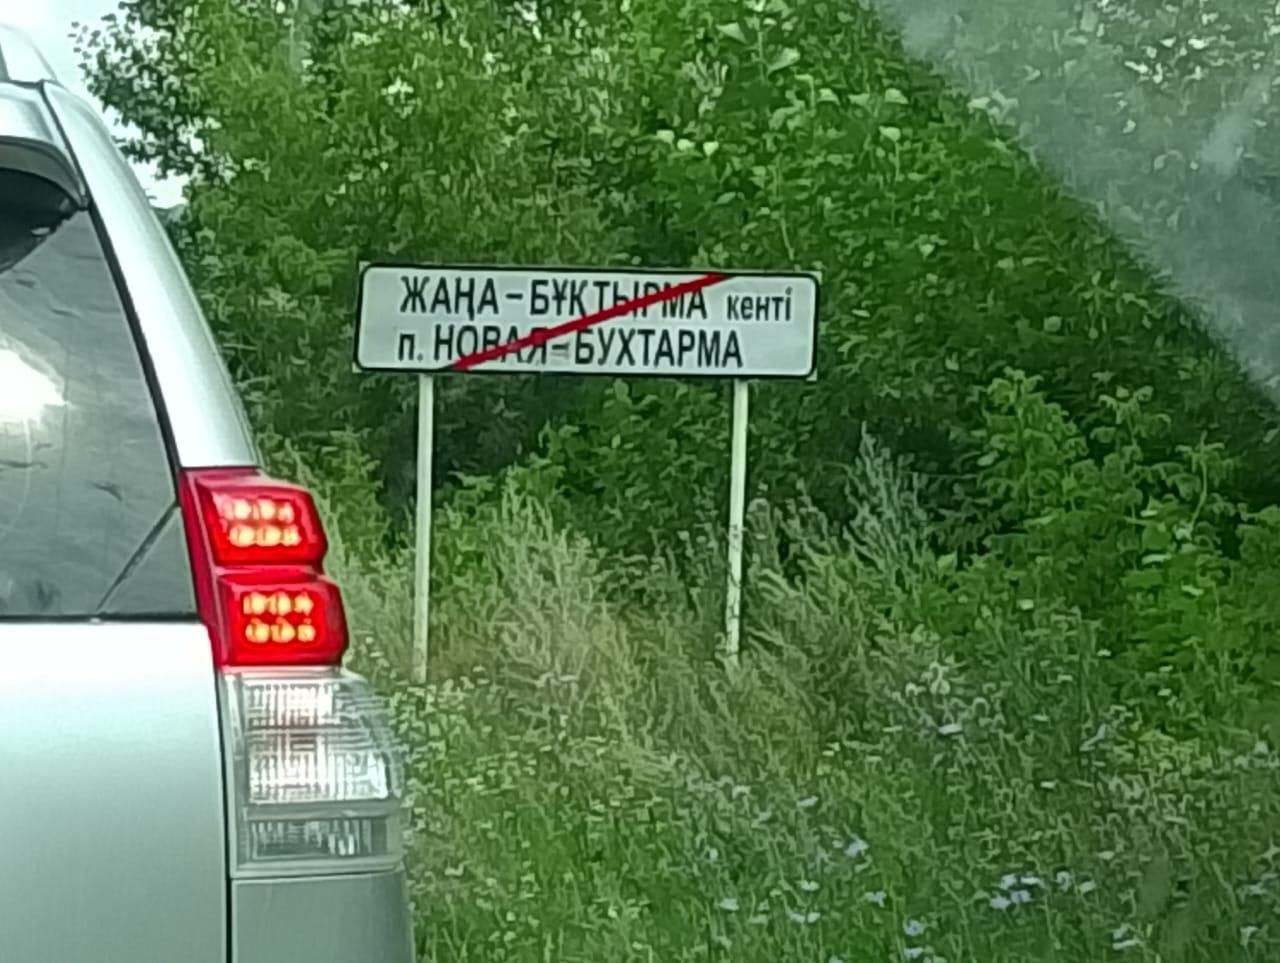 ЖАҢА-БҰҚТЫРМА кенті
п. НОВАЯ-БУХТАРМА